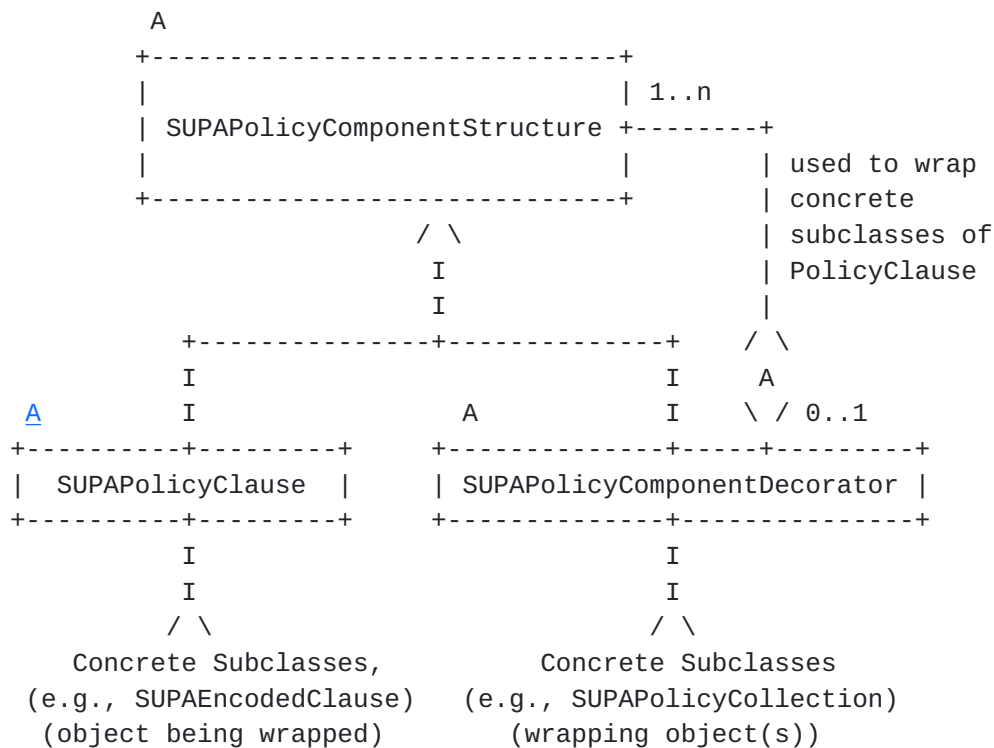 A
1..n
SUPAPolicyComponentStructure
used to wrap
concrete
subclasses of
PolicyClause
I
I
I I A
A I A I 0..1
SUPAPolicyClause SUPAPolicyComponentDecorator
I I
I I
Concrete Subclasses, Concrete Subclasses
(e.g., SUPAEncodedClause) (e.g., SUPAPolicyCollection)
(object being wrapped) (wrapping object(s))